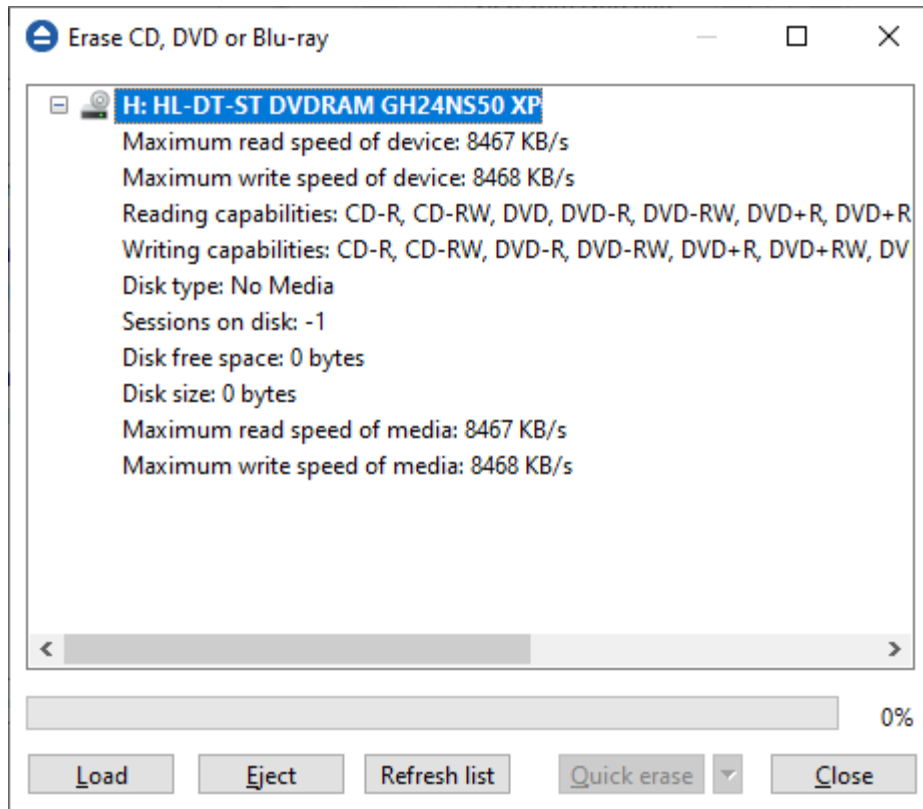 Erase CD, DVD or Blu-ray
H: HL-DT-ST DVDRAM GH24NS50 XP
Maximum read speed of device: 8467 KB/s
Maximum write speed of device: 8468 KB/s
Reading capabilities: CD-R, CD-RW, DVD, DVD-R, DVD-RW, DVD+R, DVD+R
Writing capabilities: CD-R, CD-RW, DVD-R, DVD-RW, DVD+R, DVD+RW, DV
Disk type: No Media
Sessions on disk: -1
Disk free space: 0 bytes
Disk size: 0 bytes
Maximum read speed of media: 8467 KB/s
Maximum write speed of media: 8468 KB/s
0%
Load Eject Refresh list Quick erase Close